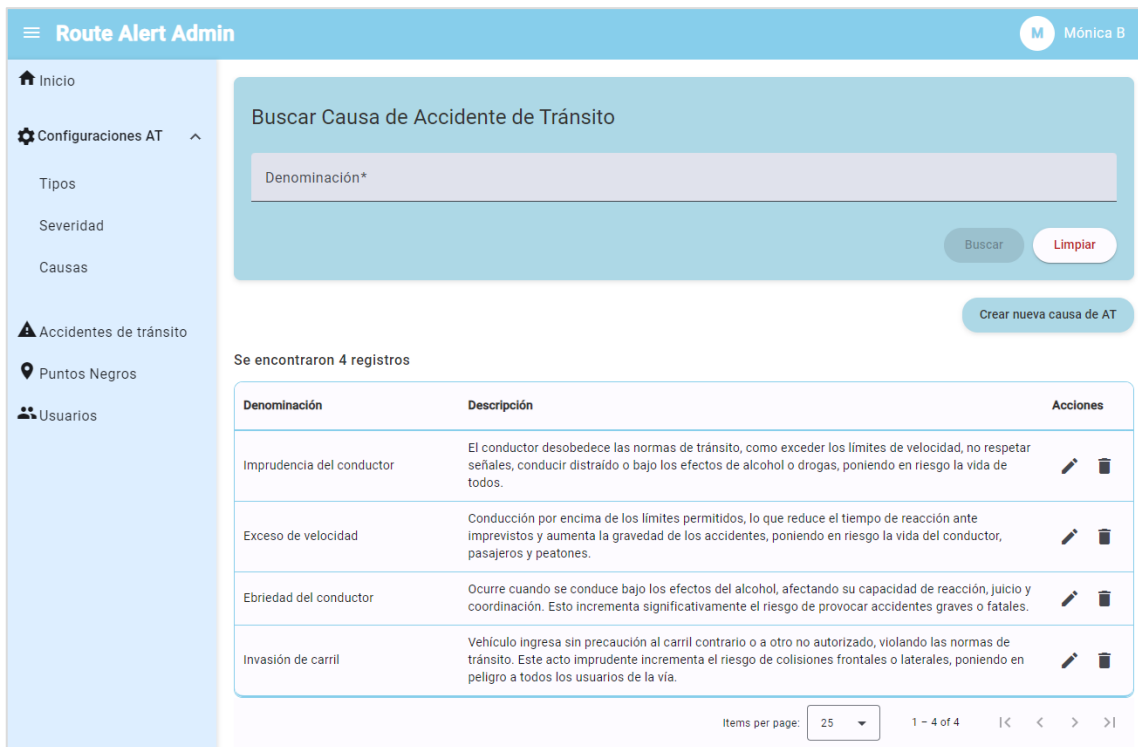 Route Alert Admin
M Mónica B
Inicio
Configuraciones AT
Tipos
Severidad
Causas
Accidentes de tránsito
Puntos Negros
Usuarios
Buscar Causa de Accidente de Tránsito
Denominación*
Buscar Limpiar
Crear nueva causa de AT
Se encontraron 4 registros
Denominación Descripción Acciones
Imprudencia del conductor
El conductor desobedece las normas de tránsito, como exceder los límites de velocidad, no respetar
señales, conducir distraído o bajo los efectos de alcohol o drogas, poniendo en riesgo la vida de
todos.
Exceso de velocidad
Conducción por encima de los límites permitidos, lo que reduce el tiempo de reacción ante
imprevistos y aumenta la gravedad de los accidentes, poniendo en riesgo la vida del conductor,
pasajeros y peatones.
Ebriedad del conductor
Ocurre cuando se conduce bajo los efectos del alcohol, afectando su capacidad de reacción, juicio y
coordinación. Esto incrementa significativamente el riesgo de provocar accidentes graves o fatales.
Invasión de carril
Vehículo ingresa sin precaución al carril contrario o a otro no autorizado, violando las normas de
tránsito. Este acto imprudente incrementa el riesgo de colisiones frontales o laterales, poniendo en
peligro a todos los usuarios de la vía.
Items per page: 25 1 – 4 of 4